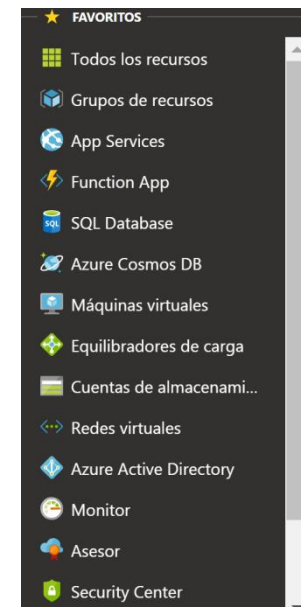 FAVORITOS
Todos los recursos
Grupos de recursos
App Services
Function App
SQL
SQL Database
Azure Cosmos DB
Máquinas virtuales
Equilibradores de carga
Cuentas de almacenami...
Redes virtuales
Azure Active Directory
Monitor
Asesor
Security Center